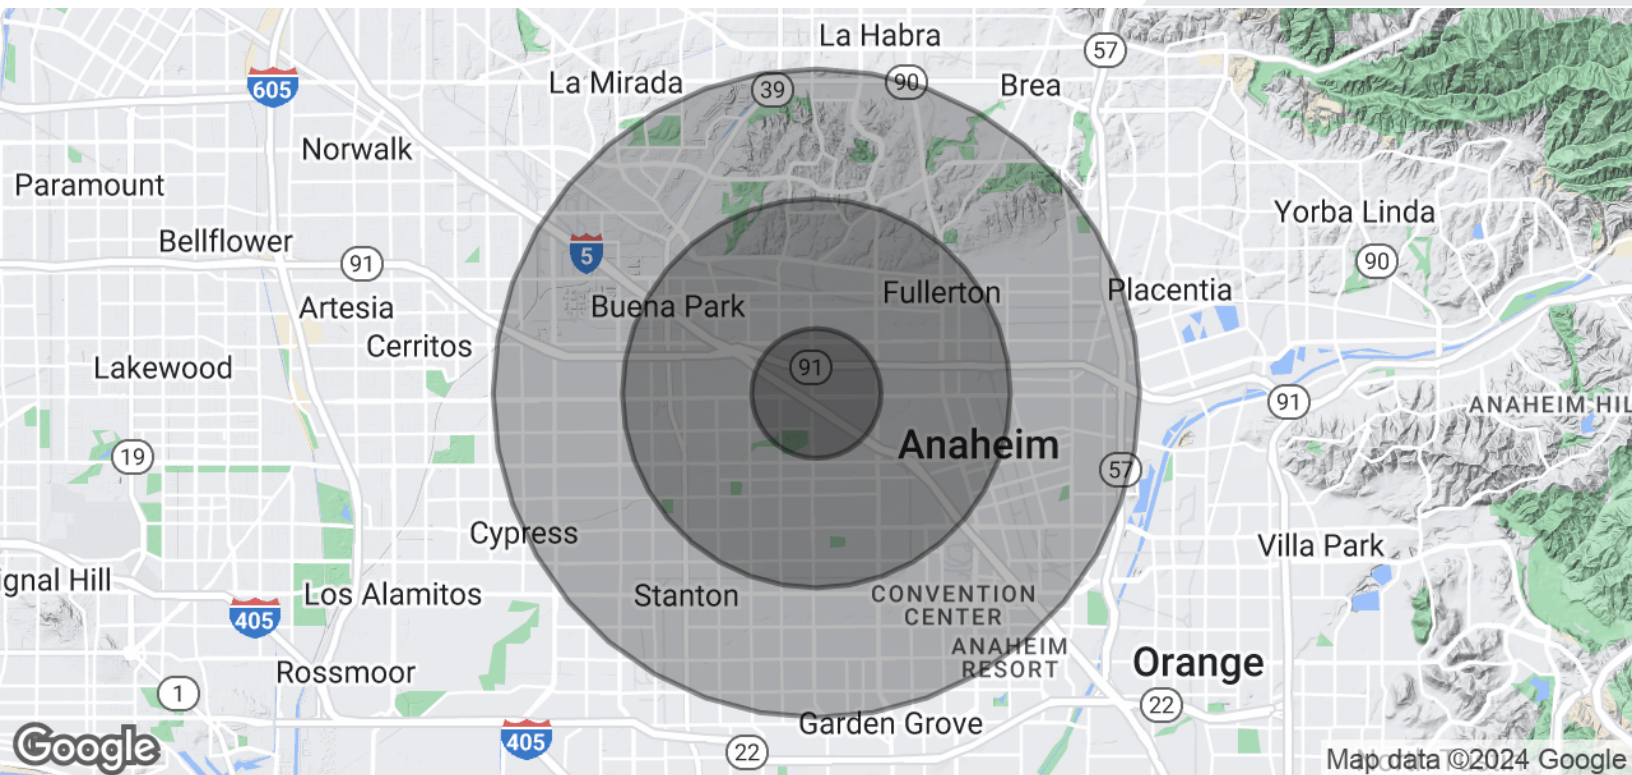 La Habra
57
La Mirada
39
90
Brea
605
Norwalk
Paramount
Yorba Linda
Bellflower
91
5
90
Artesia
Buena Park
Fullerton
Placentia
Cerritos
Lakewood
91
91
ANAHEIM HIL
19
Anaheim
57
Cypress
Villa Park
ignal Hill
Los Alamitos
Stanton
CONVENTION
CENTER
405
ANAHEIM
RESORT
Rossmoor
Orange
1
22
Garden Grove
405
22
Google
Map data ©2024 Google